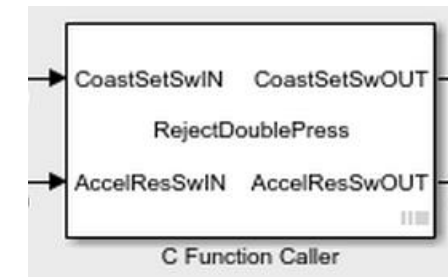 CoastSetSwIN CoastSetSwOUT
RejectDoublePress
AccelResSwIN AccelResSwOUT
C Function Caller